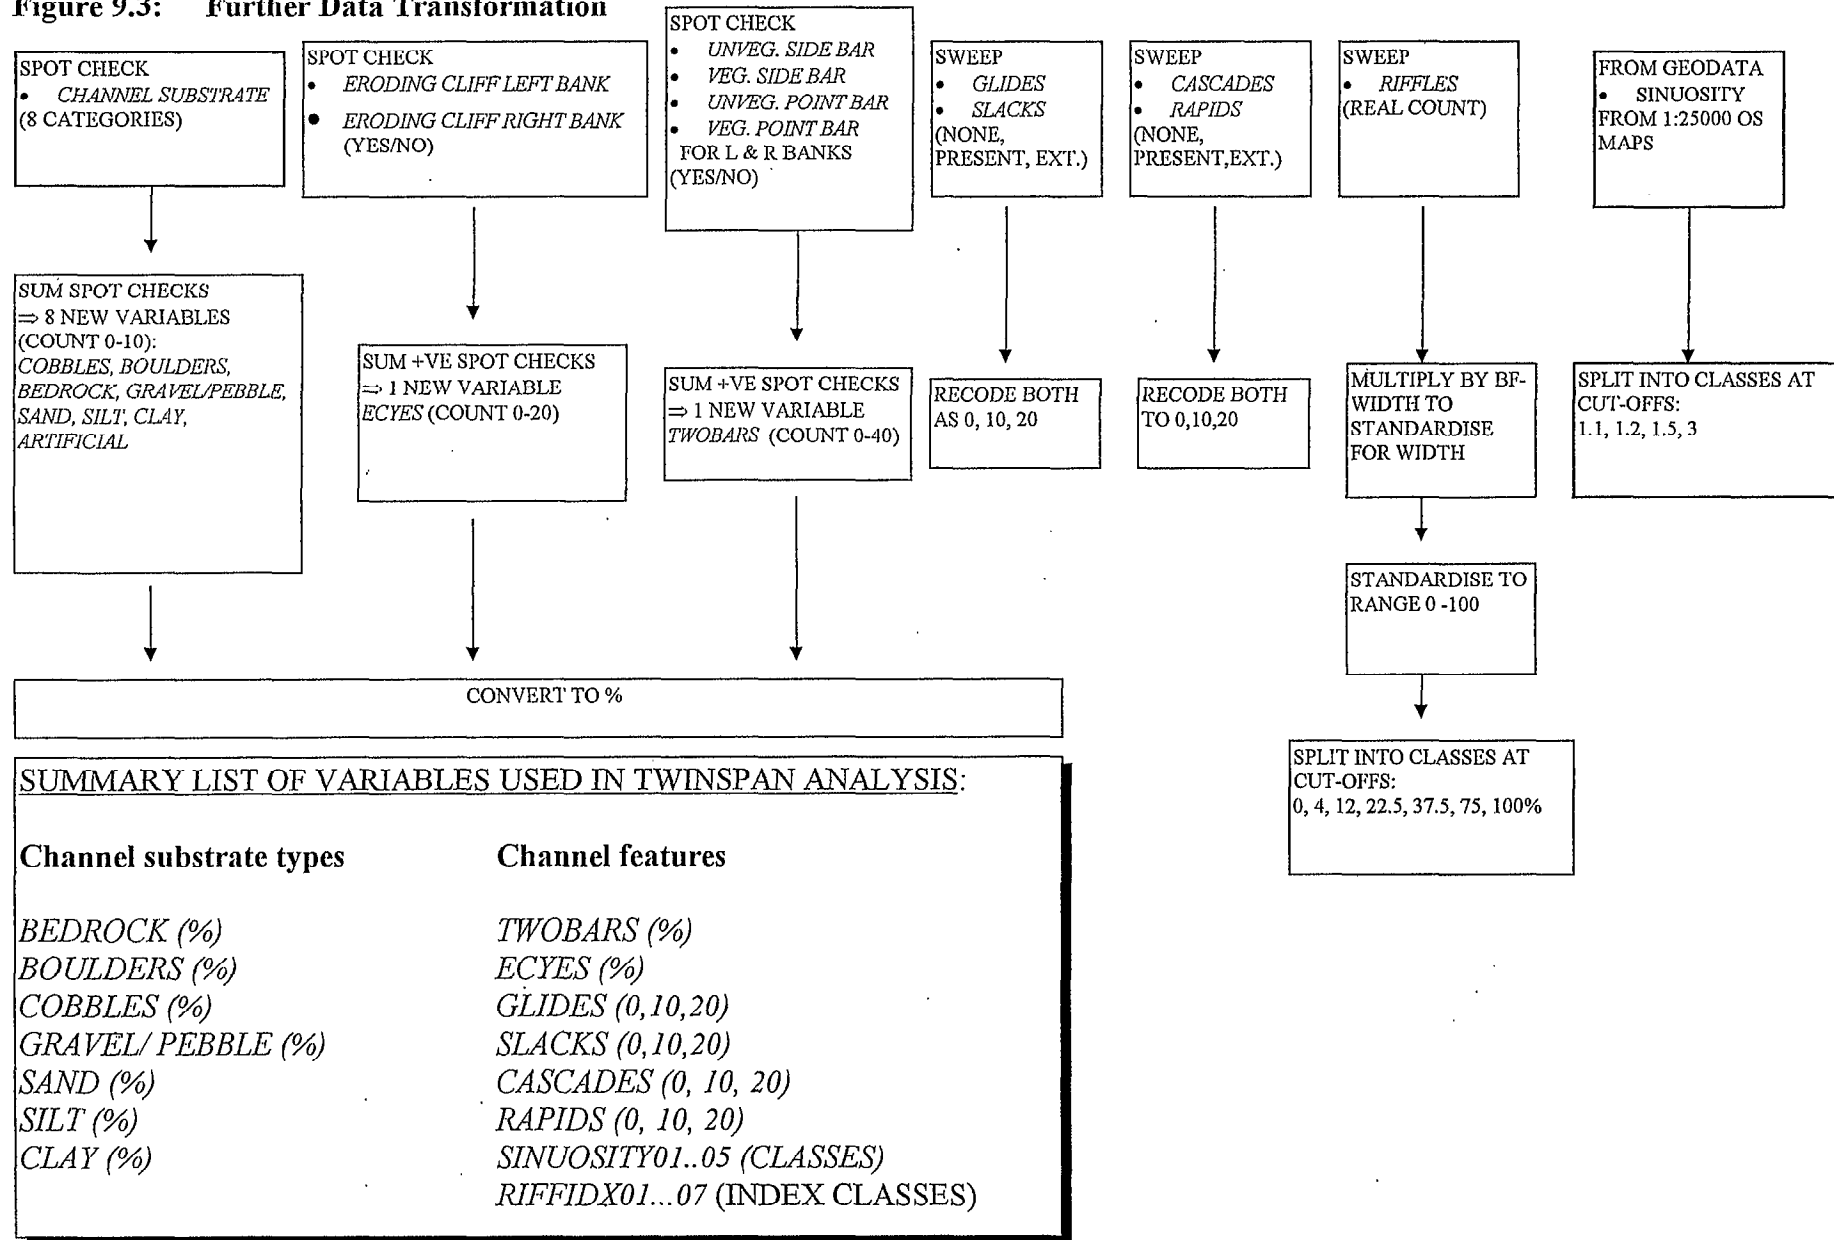 Figure 9.3: Further Data Transformation
SPOT CHECK
• CHANNEL SUBSTRATE
(8 CATEGORIES)
SPOT CHECK
• ERODING CLIFF LEFT BANK
• ERODING CLIFF RIGHT BANK
(YES/NO)
SPOT CHECK
• UNVEG. SIDE BAR
• VEG. SIDE BAR
• UNVEG. POINT BAR
• VEG. POINT BAR
FOR L & R BANKS
(YES/NO)
SWEEP
• GLIDES
• SLACKS
(NONE,
PRESENT, EXT.)
SWEEP
• CASCADES
• RAPIDS
(NONE,
PRESENT,EXT.)
SWEEP
• RIFFLES
(REAL COUNT)
FROM GEODATA
• SINUOSITY
FROM 1:25000 OS
MAPS
SUM SPOT CHECKS
⇒ 8 NEW VARIABLES
(COUNT 0-10):
COBBLES, BOULDERS,
BEDROCK, GRAVEL/PEBBLE,
SAND, SILT, CLAY,
ARTIFICIAL
SUM +VE SPOT CHECKS
⇒ 1 NEW VARIABLE
ECYES (COUNT 0-20)
SUM +VE SPOT CHECKS
⇒ 1 NEW VARIABLE
TWOBARS (COUNT 0-40)
RECODE BOTH
AS 0, 10, 20
RECODE BOTH
TO 0,10,20
MULTIPLY BY BF-
WIDTH TO
STANDARDISE
FOR WIDTH
SPLIT INTO CLASSES AT
CUT-OFFS:
1.1, 1.2, 1.5, 3
STANDARDISE TO
RANGE 0 -100
SPLIT INTO CLASSES AT
CUT-OFFS:
0, 4, 12, 22.5, 37.5, 75, 100%
CONVERT TO %
SUMMARY LIST OF VARIABLES USED IN TWINSPAN ANALYSIS:
Channel substrate types
BEDROCK (%)
BOULDERS (%)
COBBLES (%)
GRAVEL/ PEBBLE (%)
SAND (%)
SILT (%)
CLAY (%)
Channel features
TWOBARS (%)
ECYES (%)
GLIDES (0,10,20)
SLACKS (0,10,20)
CASCADES (0, 10, 20)
RAPIDS (0, 10, 20)
SINUOSITY01..05 (CLASSES)
RIFFIDX01...07 (INDEX CLASSES)